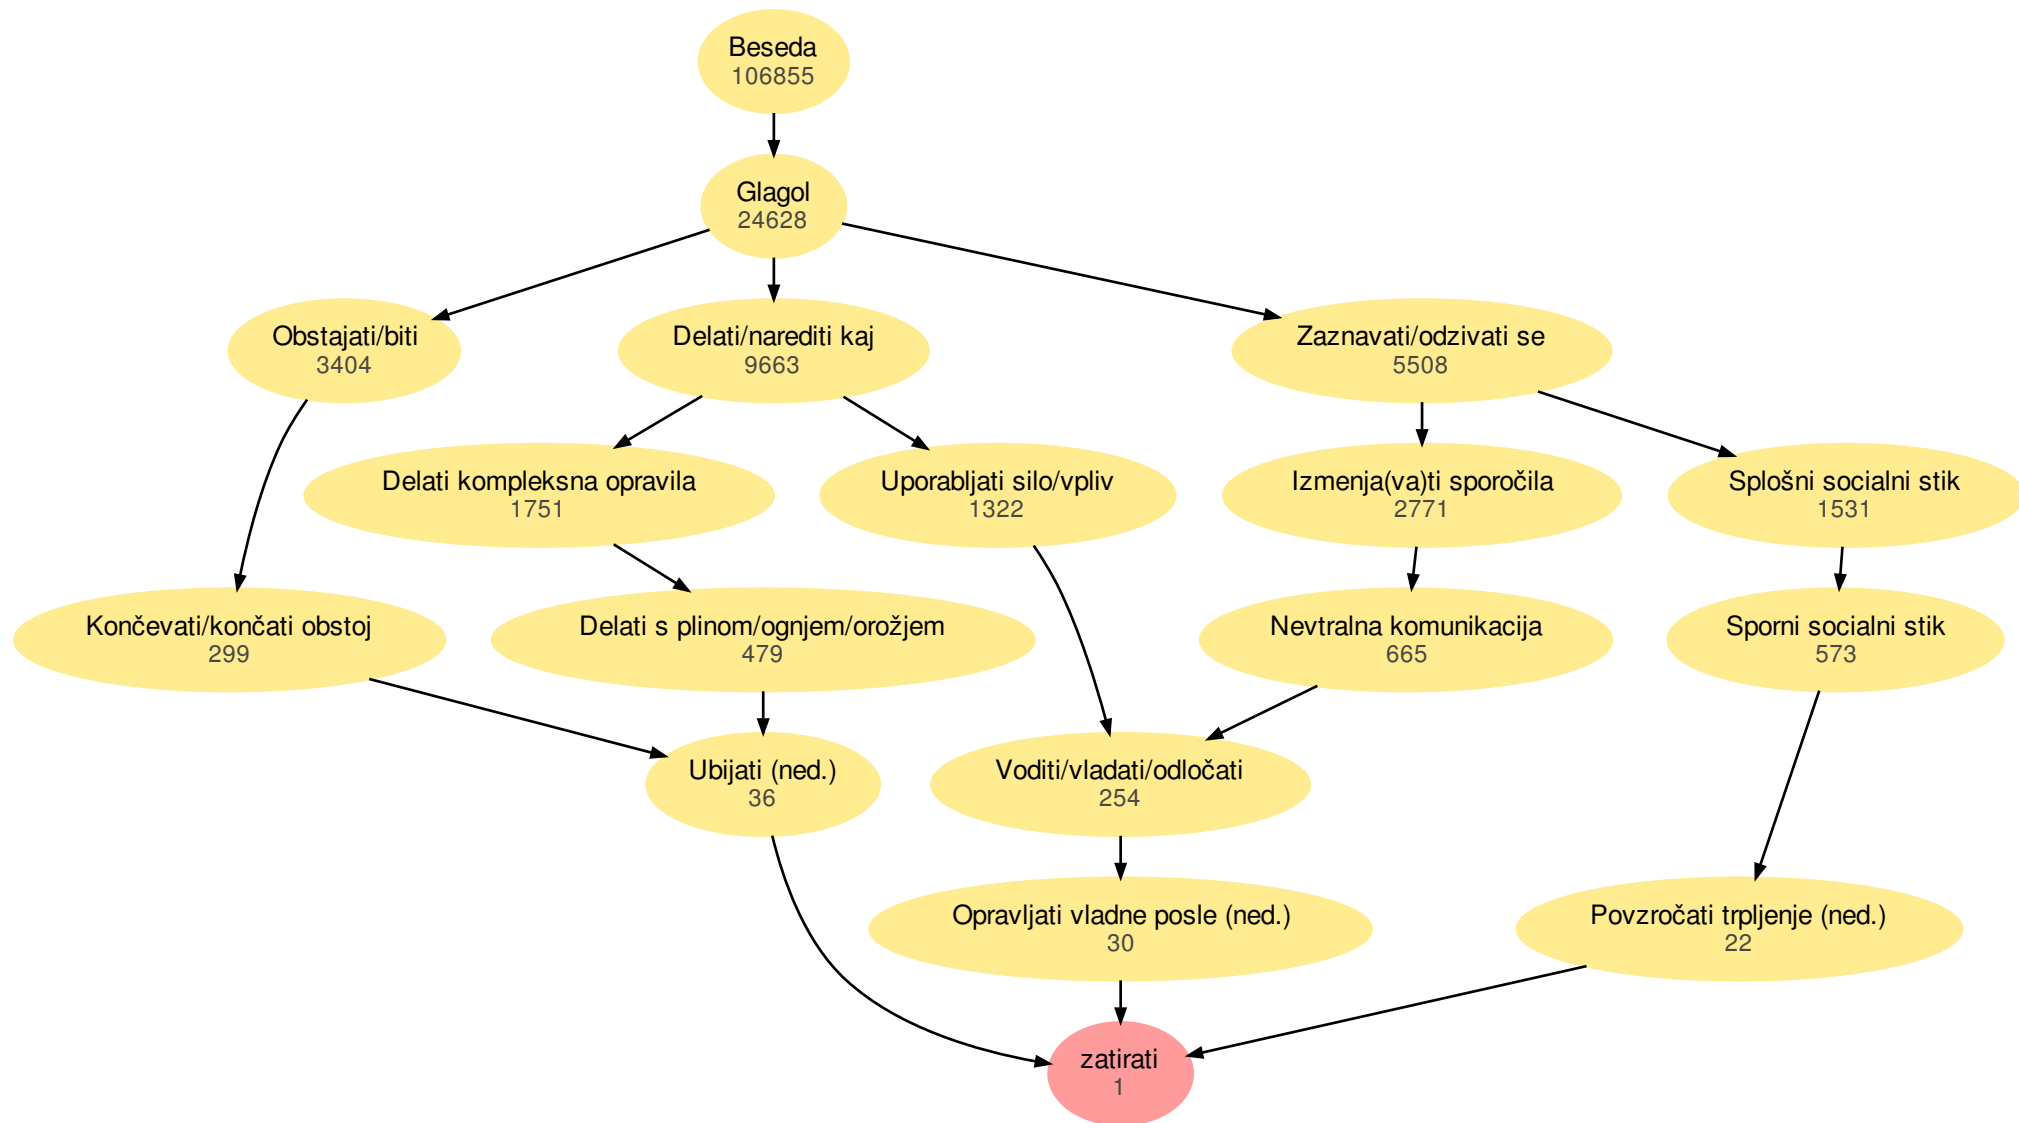 Beseda
106855
Glagol
24628
Obstajati/biti
3404
Delati/narediti kaj
9663
Zaznavati/odzivati se
5508
Delati kompleksna opravila
1751
Uporabljati silo/vpliv
1322
Izmenja(va)ti sporočila
2771
Splošni socialni stik
1531
Končevati/končati obstoj
299
Delati s plinom/ognjem/orožjem
479
Nevtralna komunikacija
665
Sporni socialni stik
573
Ubijati (ned.)
36
Voditi/vladati/odločati
254
Opravljati vladne posle (ned.)
30
Povzročati trpljenje (ned.)
22
zatirati
1